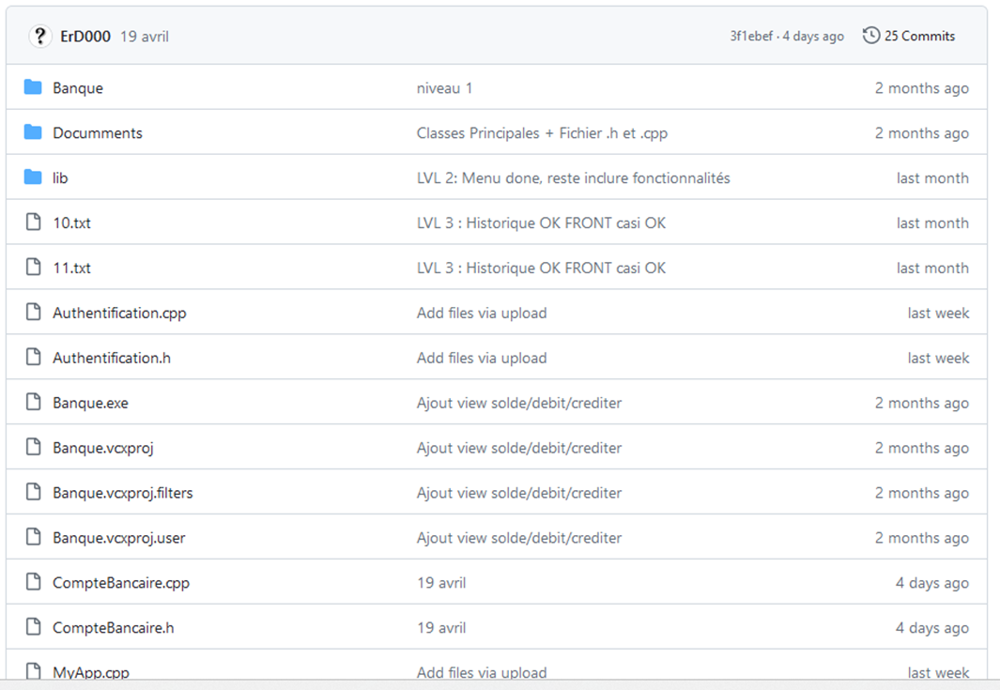 ? ErD000 19 avril 3f1ebef · 4 days ago 25 Commits
Banque niveau 1 2 months ago
Documments Classes Principales + Fichier .h et .cpp 2 months ago
lib LVL 2: Menu done, reste inclure fonctionnalités last month
10.txt LVL 3 : Historique OK FRONT casi OK last month
11.txt LVL 3 : Historique OK FRONT casi OK last month
Authentification.cpp Add files via upload last week
Authentification.h Add files via upload last week
Banque.exe Ajout view solde/debit/crediter 2 months ago
Banque.vcxproj Ajout view solde/debit/crediter 2 months ago
Banque.vcxproj.filters Ajout view solde/debit/crediter 2 months ago
Banque.vcxproj.user Ajout view solde/debit/crediter 2 months ago
CompteBancaire.cpp 19 avril 4 days ago
CompteBancaire.h 19 avril 4 days ago
MyApp.cpp Add files via upload last week